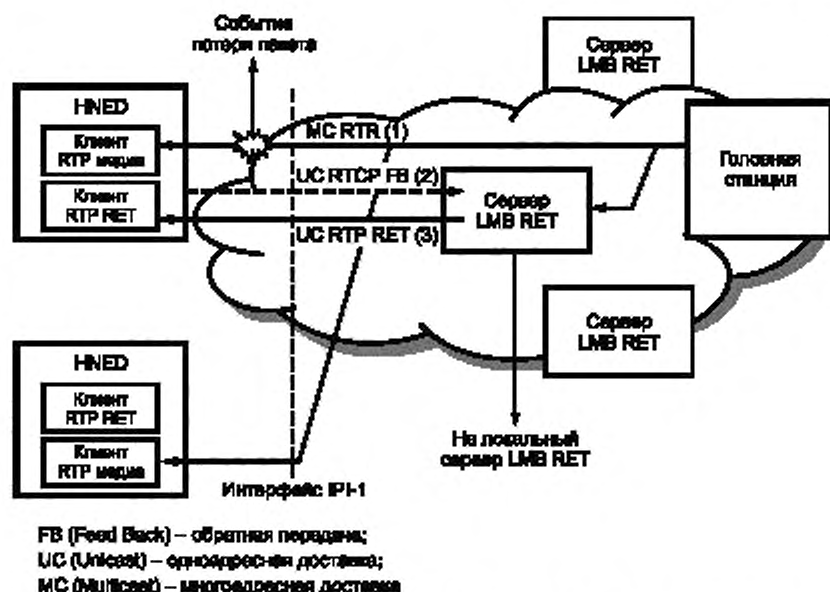 Событие
потери пакета
Сервер
LMB RET
HNED
Клиент
RTP медиа
Клиент
RTP RET
MC RTR (1)
UC RTCP FB (2)
UC RTP RET (3)
Сервер
LMB RET
Головная
станция
Сервер
LMB RET
HNED
Клиент
RTP RET
Клиент
RTP медиа
На локальный
сервер LMB RET
Интерфейс IPI-1
FB (Feed Back) – обратная передача;
UC (Unicast) – одноадресная доставка;
MC (Multicast) – многоадресная доставка